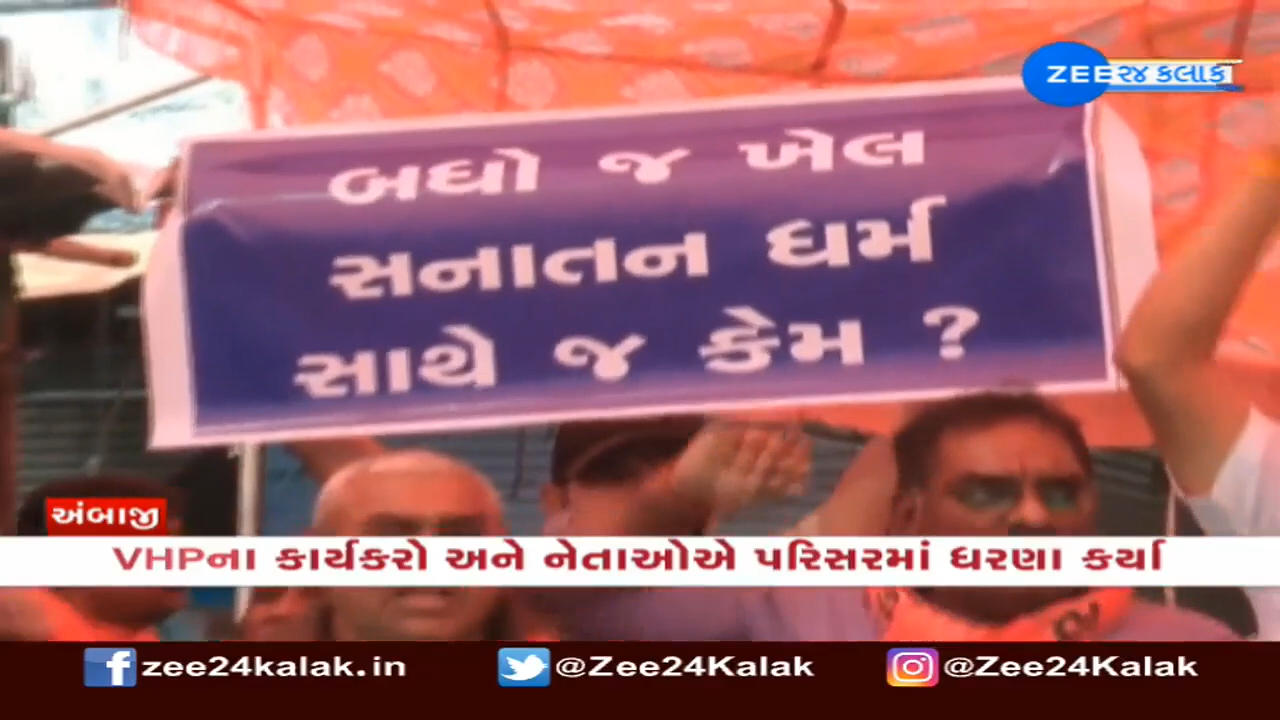 ZEE ૨૪ કલાક
બધો જ ખેલ
સનાતન ધર્મ
સાથે જ કેમ ?
અંબાજી
VHPના કાર્યકરો અને નેતાઓએ પરિસરમાં ધરણા કર્યા
zee24kalak.in @Zee24Kalak @Zee24Kalak